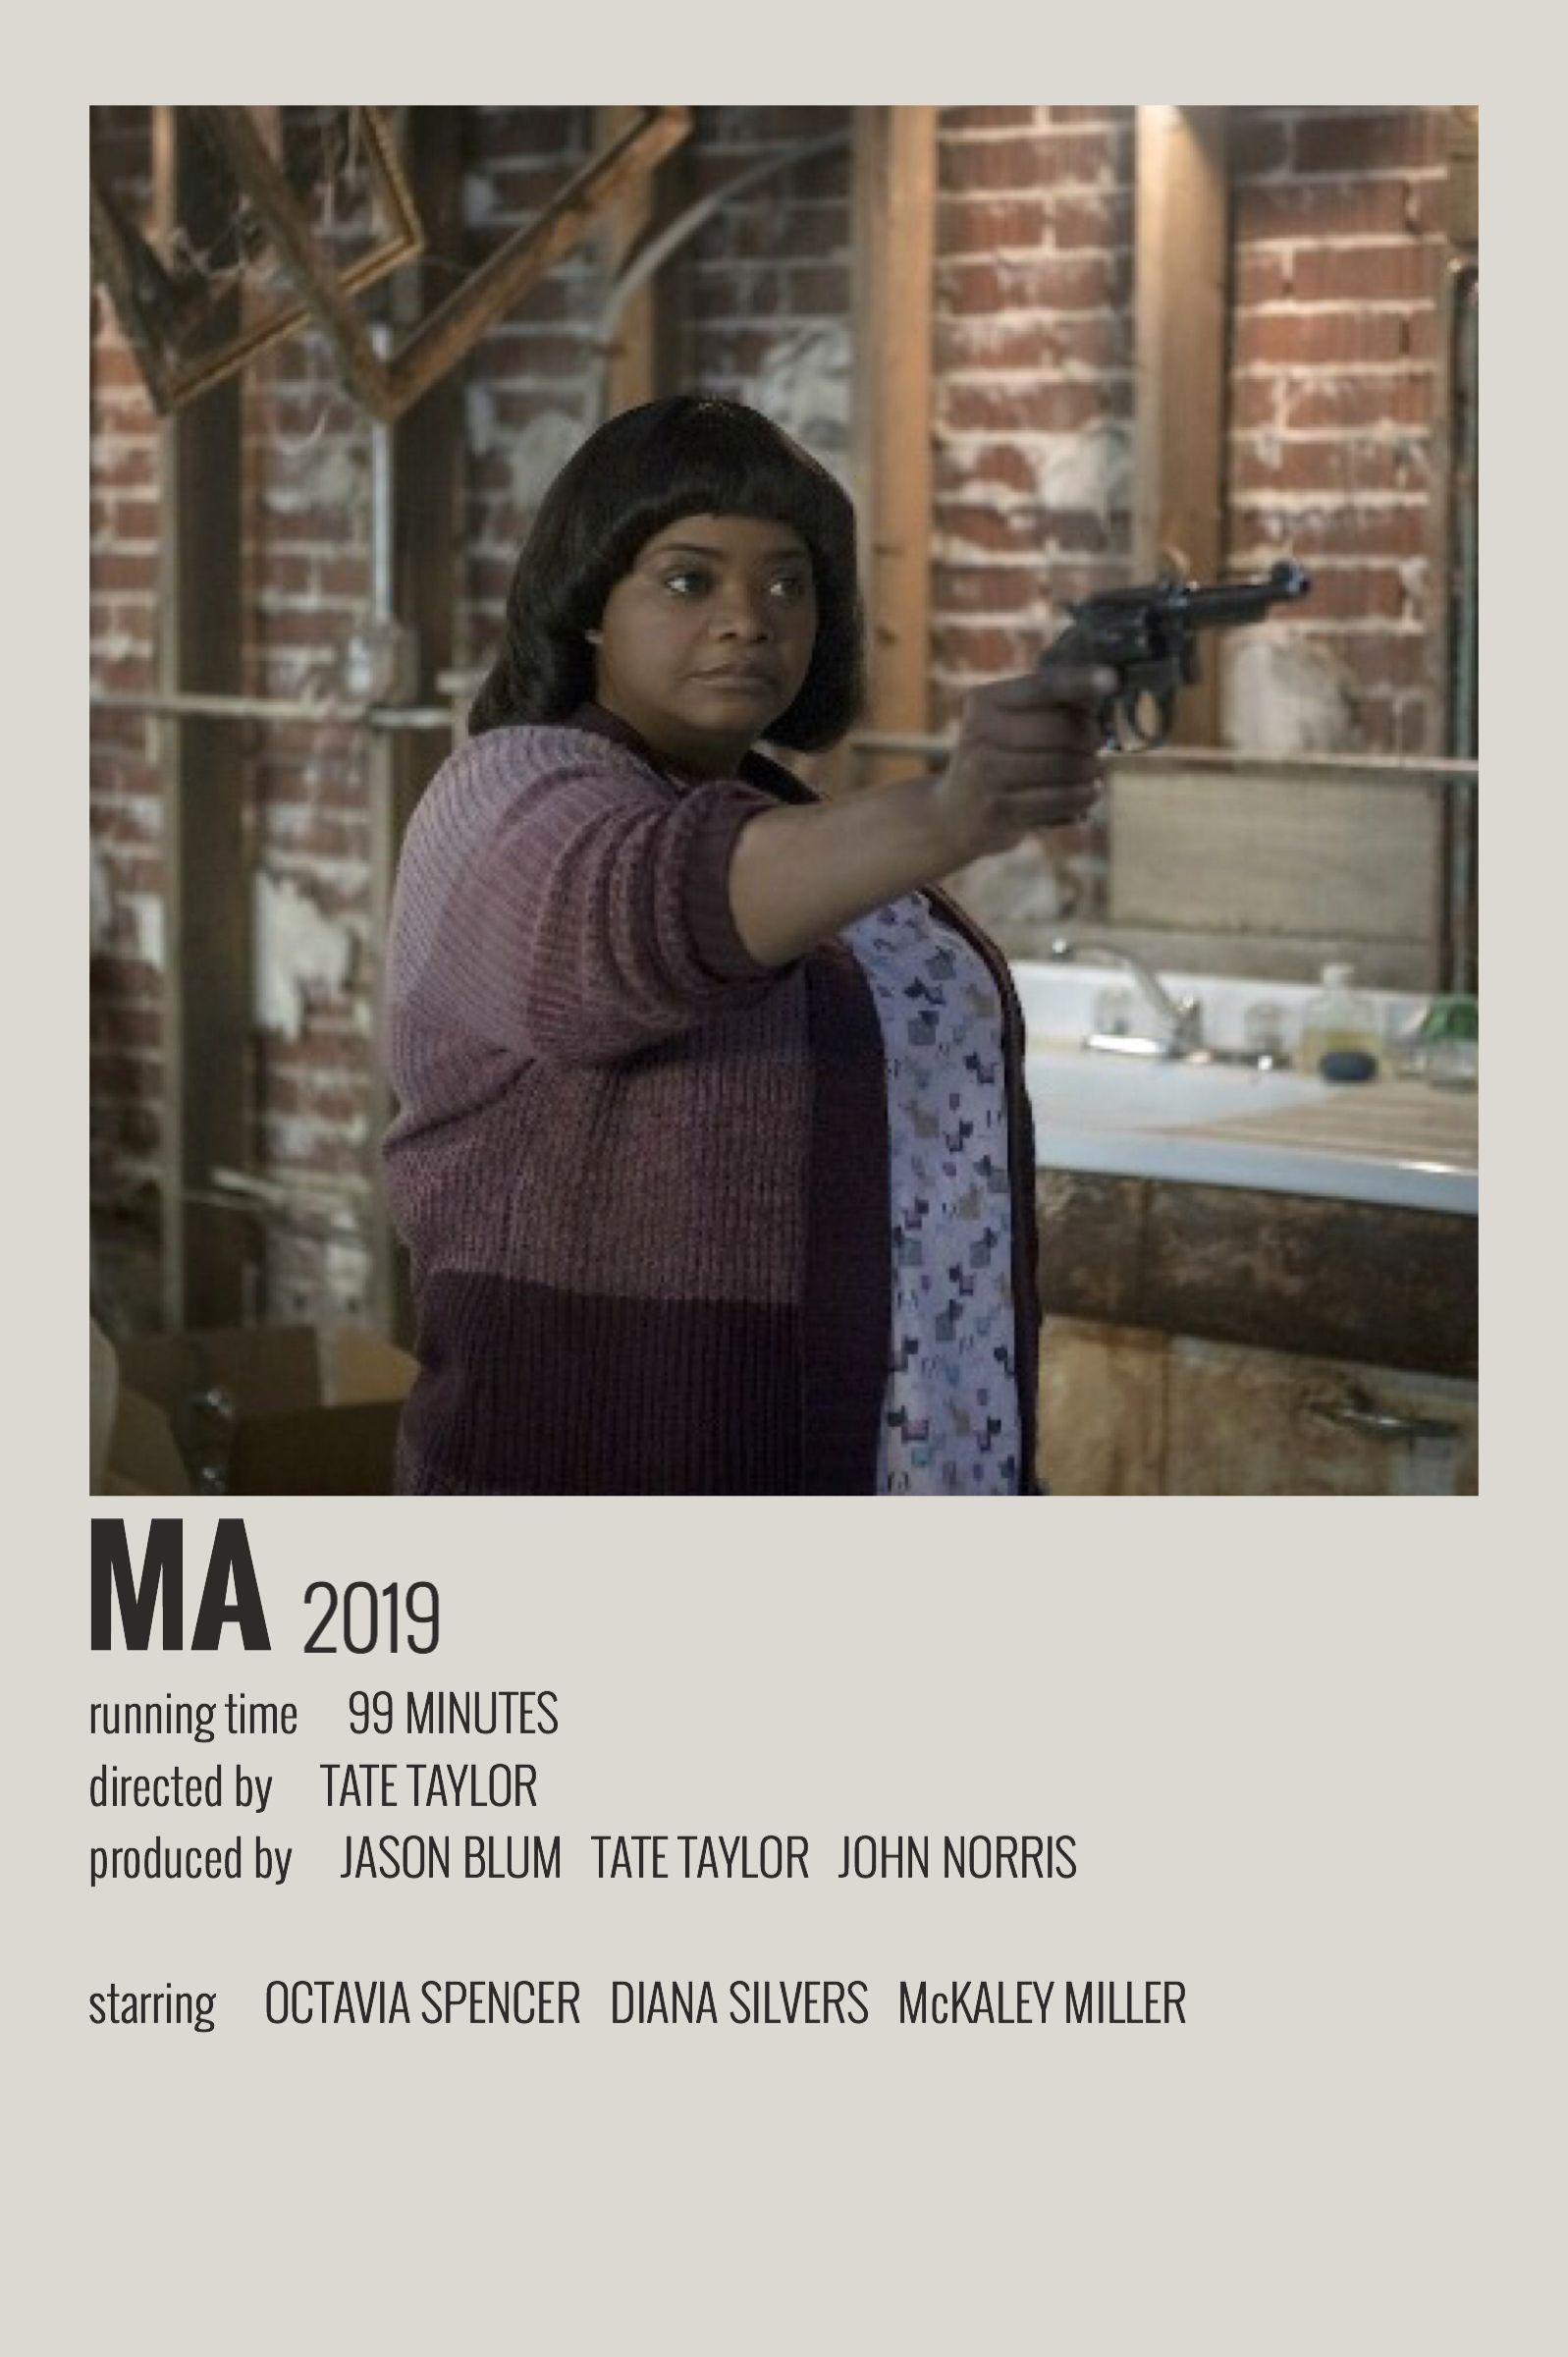 MA 2019
running time 99 MINUTES
directed by TATE TAYLOR
produced by JASON BLUM TATE TAYLOR JOHN NORRIS
starring OCTAVIA SPENCER DIANA SILVERS McKALEY MILLER